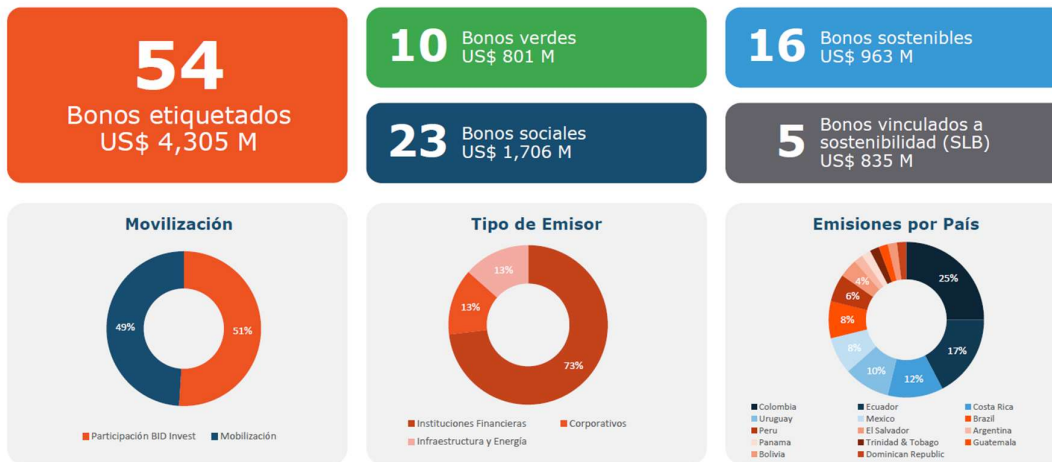 54
Bonos etiquetados
US$ 4,305 M
10
Bonos verdes
US$ 801 M
16
Bonos sostenibles
US$ 963 M
23
Bonos sociales
US$ 1,706 M
5
Bonos vinculados a
sostenibilidad (SLB)
US$ 835 M
Movilización
49%
51%
Participación BID Invest
Mobilización
Tipo de Emisor
13%
13%
73%
Instituciones Financieras
Corporativos
Infraestructura y Energía
Emisiones por País
25%
17%
12%
10%
8%
8%
6%
4%
Colombia
Ecuador
Costa Rica
Uruguay
Mexico
Brazil
Peru
El Salvador
Argentina
Panama
Trinidad & Tobago
Guatemala
Bolivia
Dominican Republic